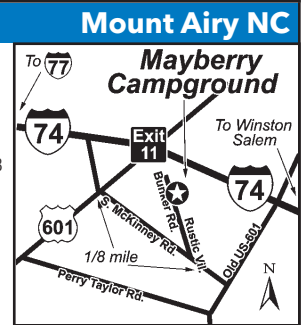 Mount Airy NC
To 77
Mayberry
Campground
74
Exit
11
To Winston
Salem
74
601
S. McKinney Rd.
Bunker Rd.
Rustic Vil.
Old US-601
1/8 mile
Perry Taylor Rd.
N